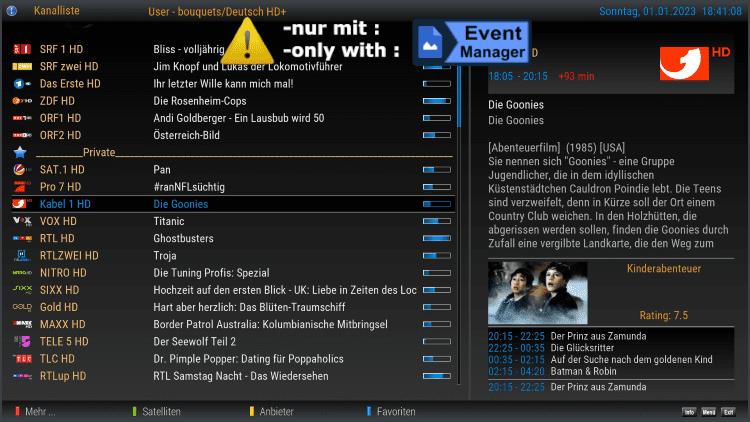 Kanalliste
User - bouquets/Deutsch HD+
Sonntag, 01.01.2023 18:41:08
-nur mit :
-only with :
Event
Manager
SRF 1 HD Bliss - volljährig
SRF zwei HD Jim Knopf und Lukas der Lokomotivführer
Das Erste HD Ihr letzter Wille kann mich mal!
ZDF HD Die Rosenheim-Cops
ORF1 HD Andi Goldberger - Ein Lausbub wird 50
ORF2 HD Österreich-Bild
Private
SAT.1 HD Pan
Pro 7 HD #ranNFLsüchtig
Kabel 1 HD Die Goonies
VOX HD Titanic
RTL HD Ghostbusters
RTLZWEI HD Troja
NITRO HD Die Tuning Profis: Spezial
SIXX HD Hochzeit auf den ersten Blick - UK: Liebe in Zeiten des Loc
Gold HD Hart aber herzlich: Das Blüten-Traumschiff
MAXX HD Border Patrol Australia: Kolumbianische Mitbringsel
TELE 5 HD Der Seewolf Teil 2
TLC HD Dr. Pimple Popper: Dating für Poppaholics
RTLup HD RTL Samstag Nacht - Das Wiedersehen
D
HD
18:05 - 20:15 +93 min
Die Goonies
Die Goonies
[Abenteuerfilm] (1985) [USA]
Sie nennen sich "Goonies" - eine Gruppe
Jugendlicher, die in dem idyllischen
Küstenstädtchen Cauldron Poindie lebt. Die Teens
sind verzweifelt, denn in Kürze soll der Ort einem
Country Club weichen. In den Holzhütten, die
abgerissen werden sollen, finden die Goonies durch
Zufall eine vergilbte Landkarte, die den Weg zum
Kinderabenteuer
Rating: 7.5
20:15 - 22:25 Der Prinz aus Zamunda
22:25 - 00:35 Die Glücksritter
00:35 - 02:15 Auf der Suche nach dem goldenen Kind
02:15 - 04:20 Batman & Robin
20:15 - 22:25 Der Prinz aus Zamunda
Mehr ...
Satelliten
Anbieter
Favoriten
Info Menu Exit